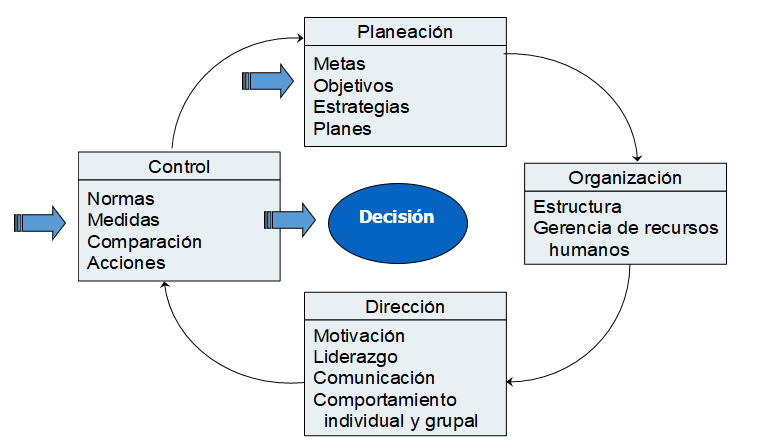 Planeación
Metas
Objetivos
Estrategias
Planes
Control
Normas
Medidas
Comparación
Acciones
Decisión
Organización
Estructura
Gerencia de recursos
humanos
Dirección
Motivación
Liderazgo
Comunicación
Comportamiento
individual y grupal